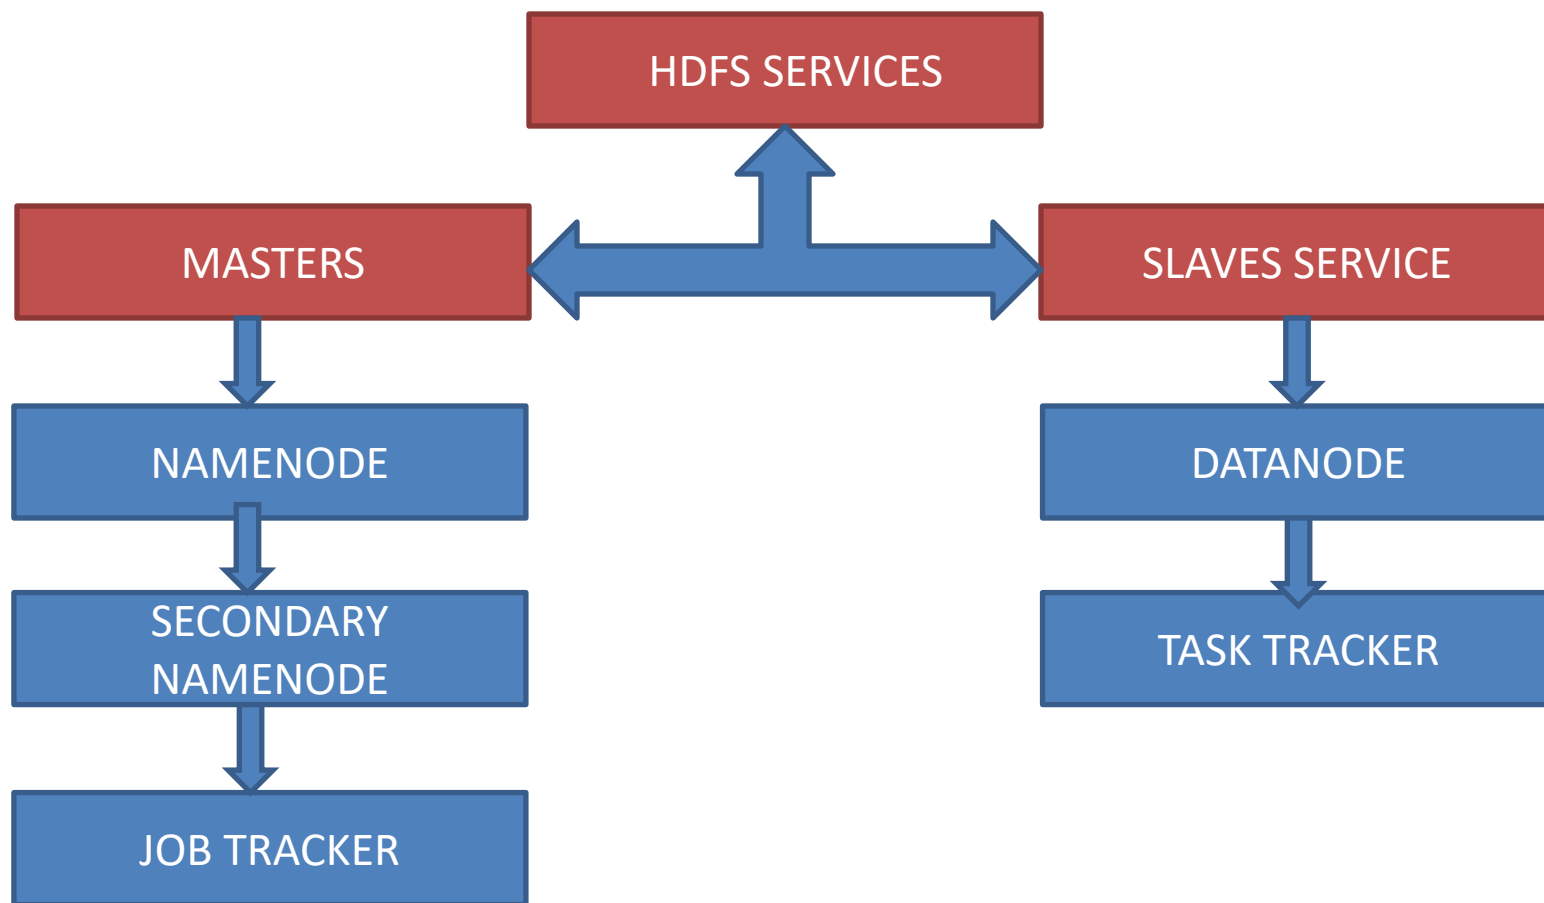 HDFS SERVICES
MASTERS
SLAVES SERVICE
NAMENODE
DATANODE
SECONDARY
NAMENODE
TASK TRACKER
JOB TRACKER